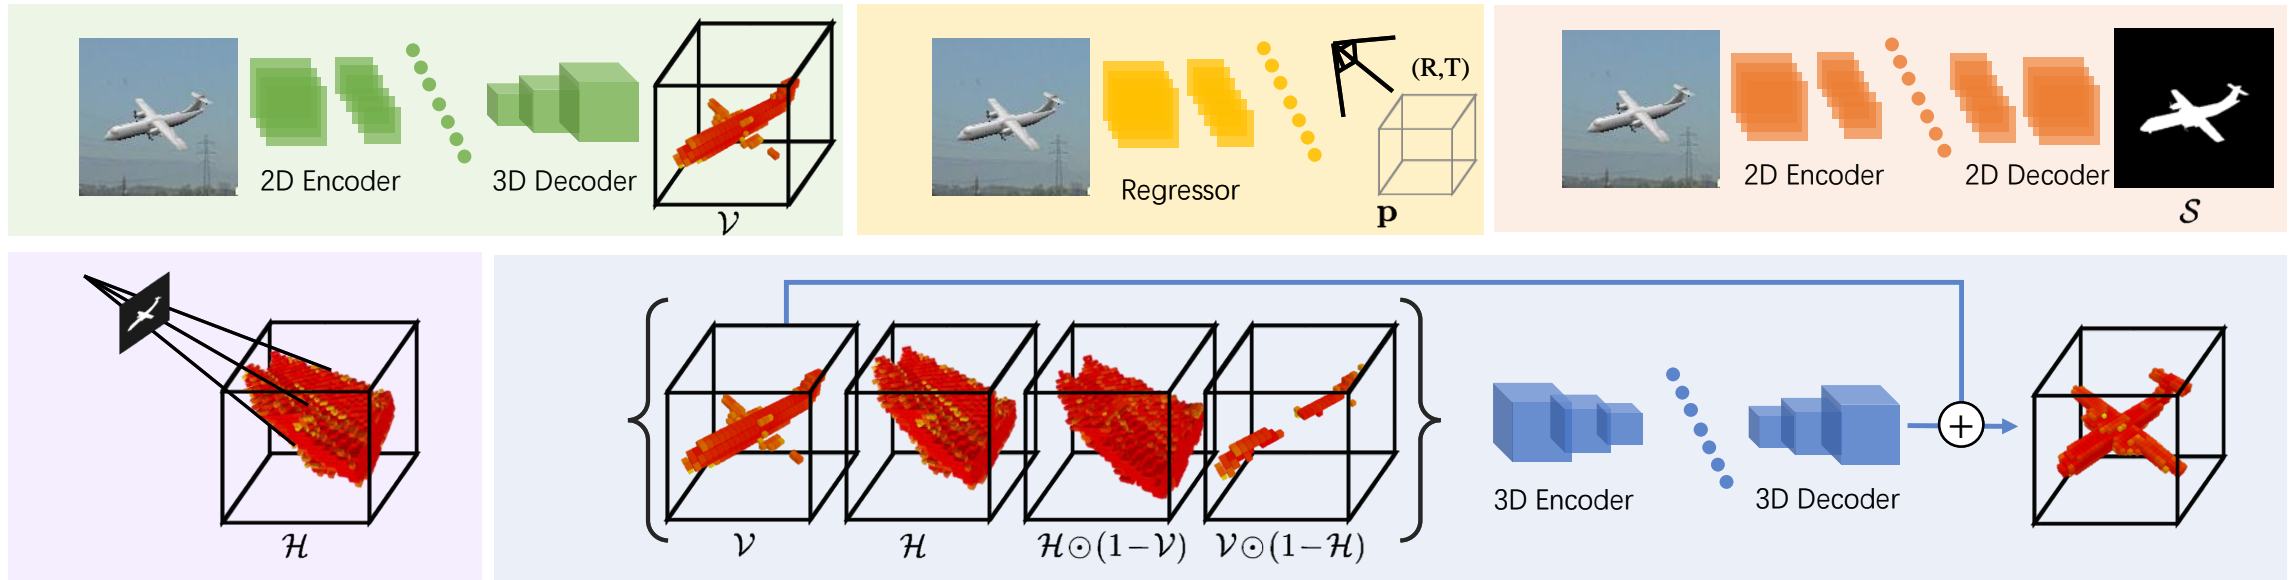 2D Encoder
3D Decoder
𝒱
Regressor
(R,T)
p
2D Encoder
2D Decoder
𝒮
ℋ
𝒱
ℋ⊙(1−𝒱)
𝒱⊙(1−ℋ)
ℋ
3D Encoder
3D Decoder
+